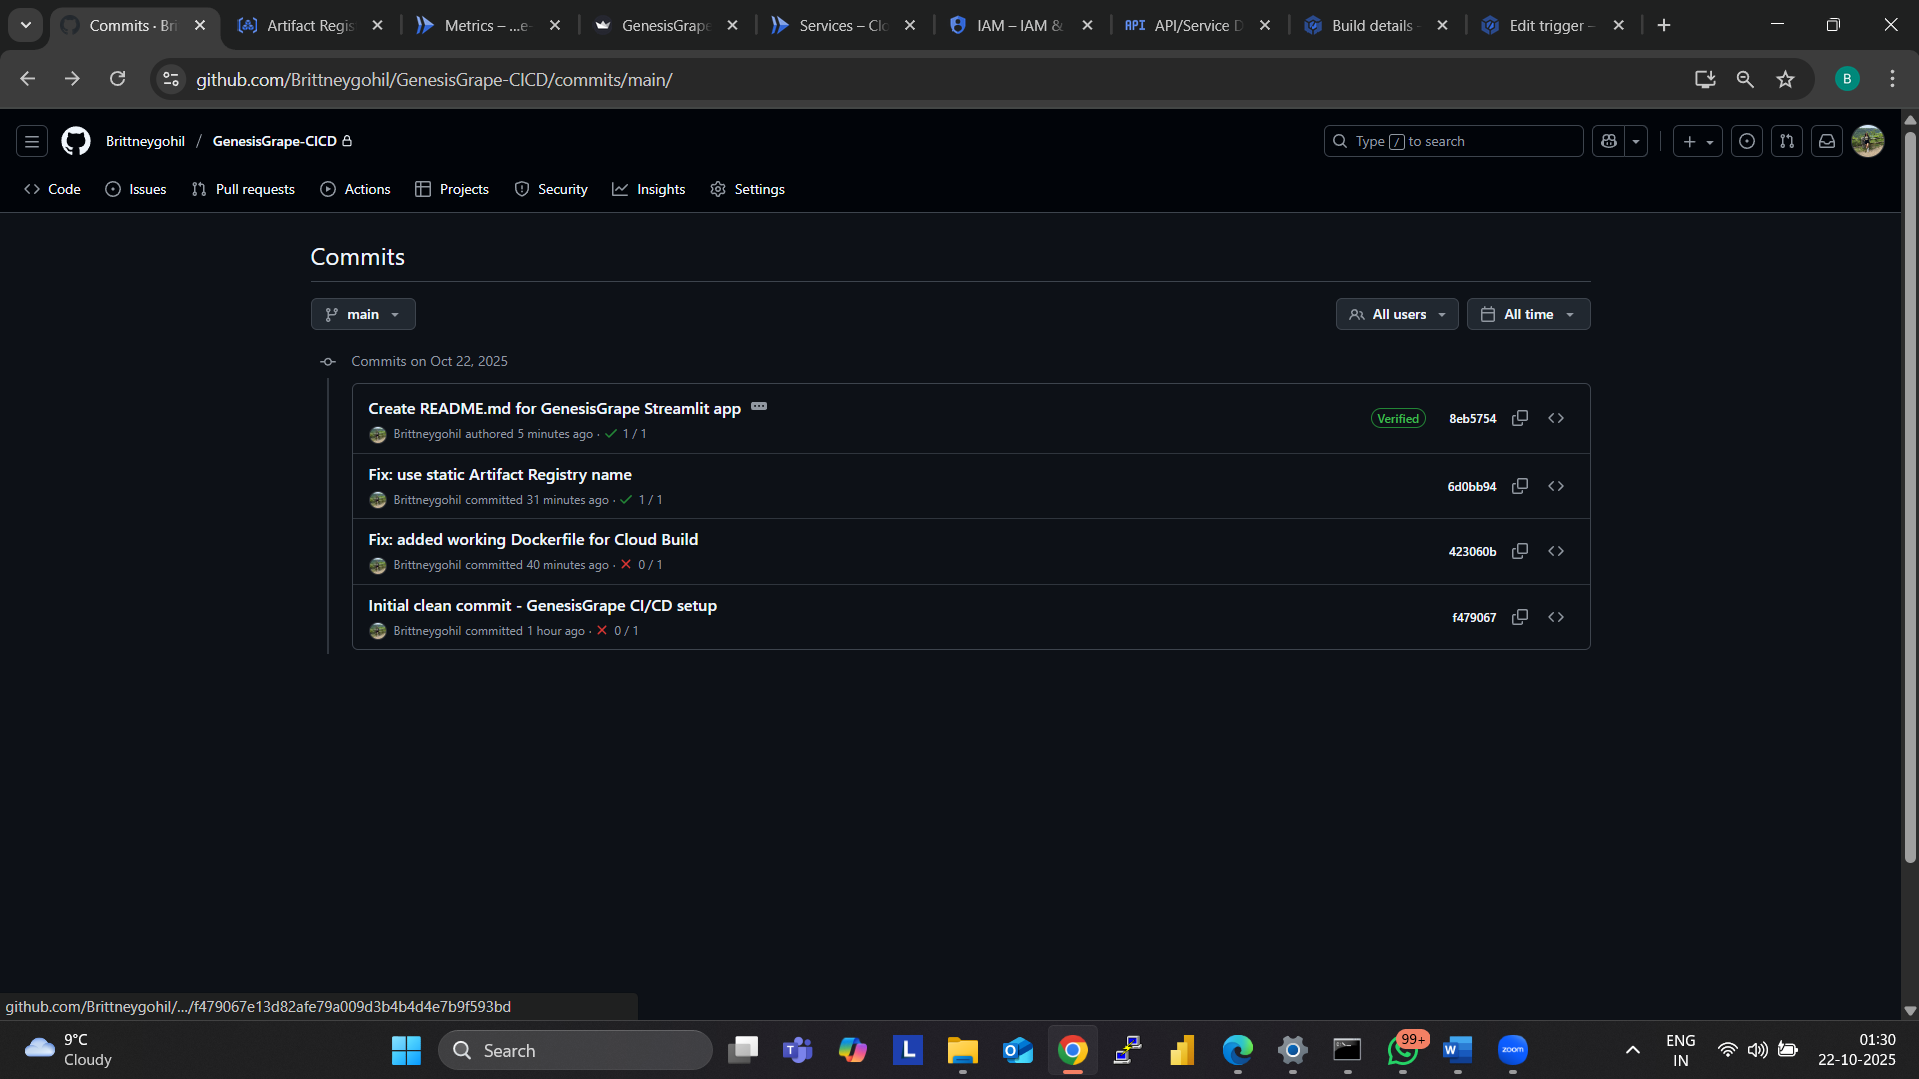 Commits · Bri
Artifact Regis
Metrics – ...e-
GenesisGrape
Services – Clo
IAM – IAM &
API API/Service D
Build details -
Edit trigger –
github.com/Brittneygohil/GenesisGrape-CICD/commits/main/
B
Brittneygohil / GenesisGrape-CICD
Type / to search
Code
Issues
Pull requests
Actions
Projects
Security
Insights
Settings
Commits
main
All users
All time
Commits on Oct 22, 2025
Create README.md for GenesisGrape Streamlit app
Brittneygohil authored 5 minutes ago · 1 / 1
Verified
8eb5754
Fix: use static Artifact Registry name
Brittneygohil committed 31 minutes ago · 1 / 1
6d0bb94
Fix: added working Dockerfile for Cloud Build
Brittneygohil committed 40 minutes ago · 0 / 1
423060b
Initial clean commit - GenesisGrape CI/CD setup
Brittneygohil committed 1 hour ago · 0 / 1
f479067
github.com/Brittneygohil/.../f479067e13d82afe79a009d3b4b4d4e7b9f593bd
9°C
Cloudy
Search
L
99+
W
zoom
ENG
IN
01:30
22-10-2025